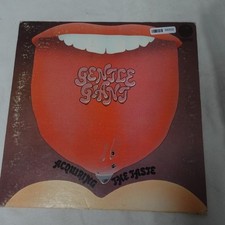 GENTLE
GIANT
ACQUIRING THE TASTE